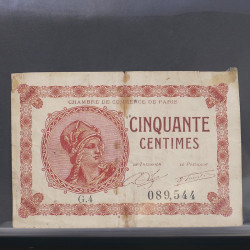 CHAMBRE DE COMMERCE DE PARIS
CINQUANTE
CENTIMES
G.4
089,544